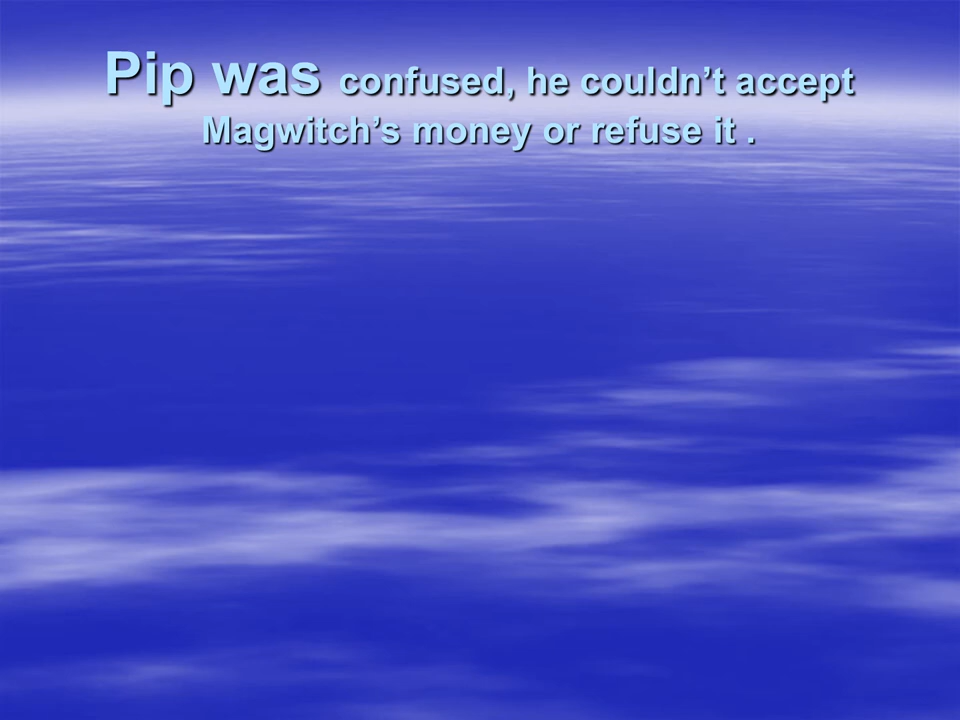 Pip was confused, he couldn’t accept
Magwitch’s money or refuse it .